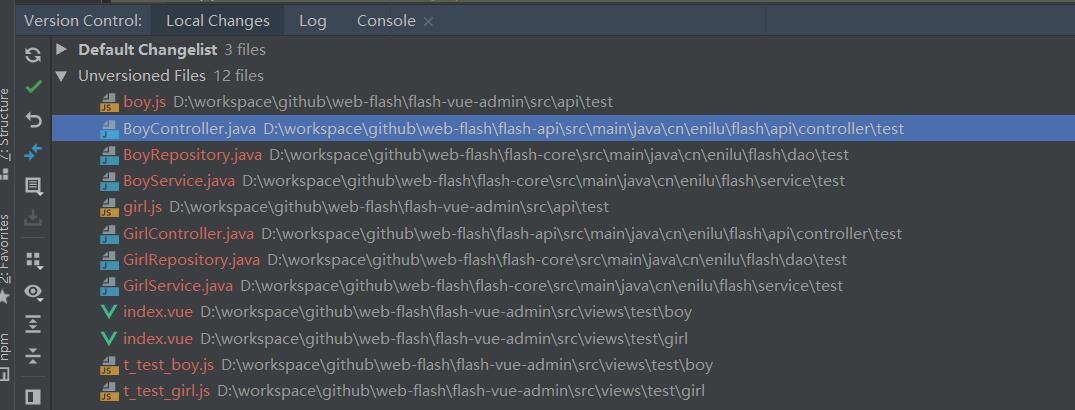 Version Control: Local Changes Log Console
Default Changelist 3 files
Unversioned Files 12 files
boy.js D:\workspace\github\web-flash\flash-vue-admin\src\api\test
BoyController.java D:\workspace\github\web-flash\flash-api\src\main\java\cn\enilu\flash\api\controller\test
BoyRepository.java D:\workspace\github\web-flash\flash-core\src\main\java\cn\enilu\flash\dao\test
BoyService.java D:\workspace\github\web-flash\flash-core\src\main\java\cn\enilu\flash\service\test
girl.js D:\workspace\github\web-flash\flash-vue-admin\src\api\test
GirlController.java D:\workspace\github\web-flash\flash-api\src\main\java\cn\enilu\flash\api\controller\test
GirlRepository.java D:\workspace\github\web-flash\flash-core\src\main\java\cn\enilu\flash\dao\test
GirlService.java D:\workspace\github\web-flash\flash-core\src\main\java\cn\enilu\flash\service\test
index.vue D:\workspace\github\web-flash\flash-vue-admin\src\views\test\boy
index.vue D:\workspace\github\web-flash\flash-vue-admin\src\views\test\girl
t_test_boy.js D:\workspace\github\web-flash\flash-vue-admin\src\views\test\boy
t_test_girl.js D:\workspace\github\web-flash\flash-vue-admin\src\views\test\girl
7: Structure
2: Favorites
npm